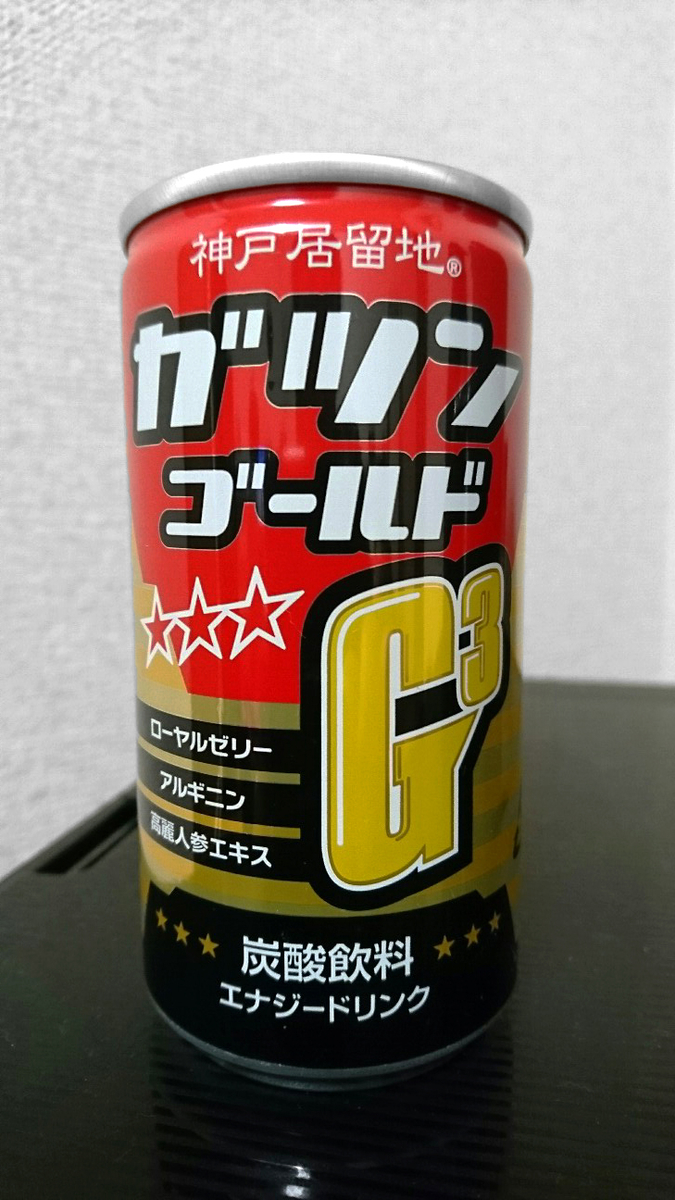 神戸居留地®
ガツン
ゴールド
G³
ローヤルゼリー
アルギニン
高麗人参エキス
炭酸飲料
エナジードリンク